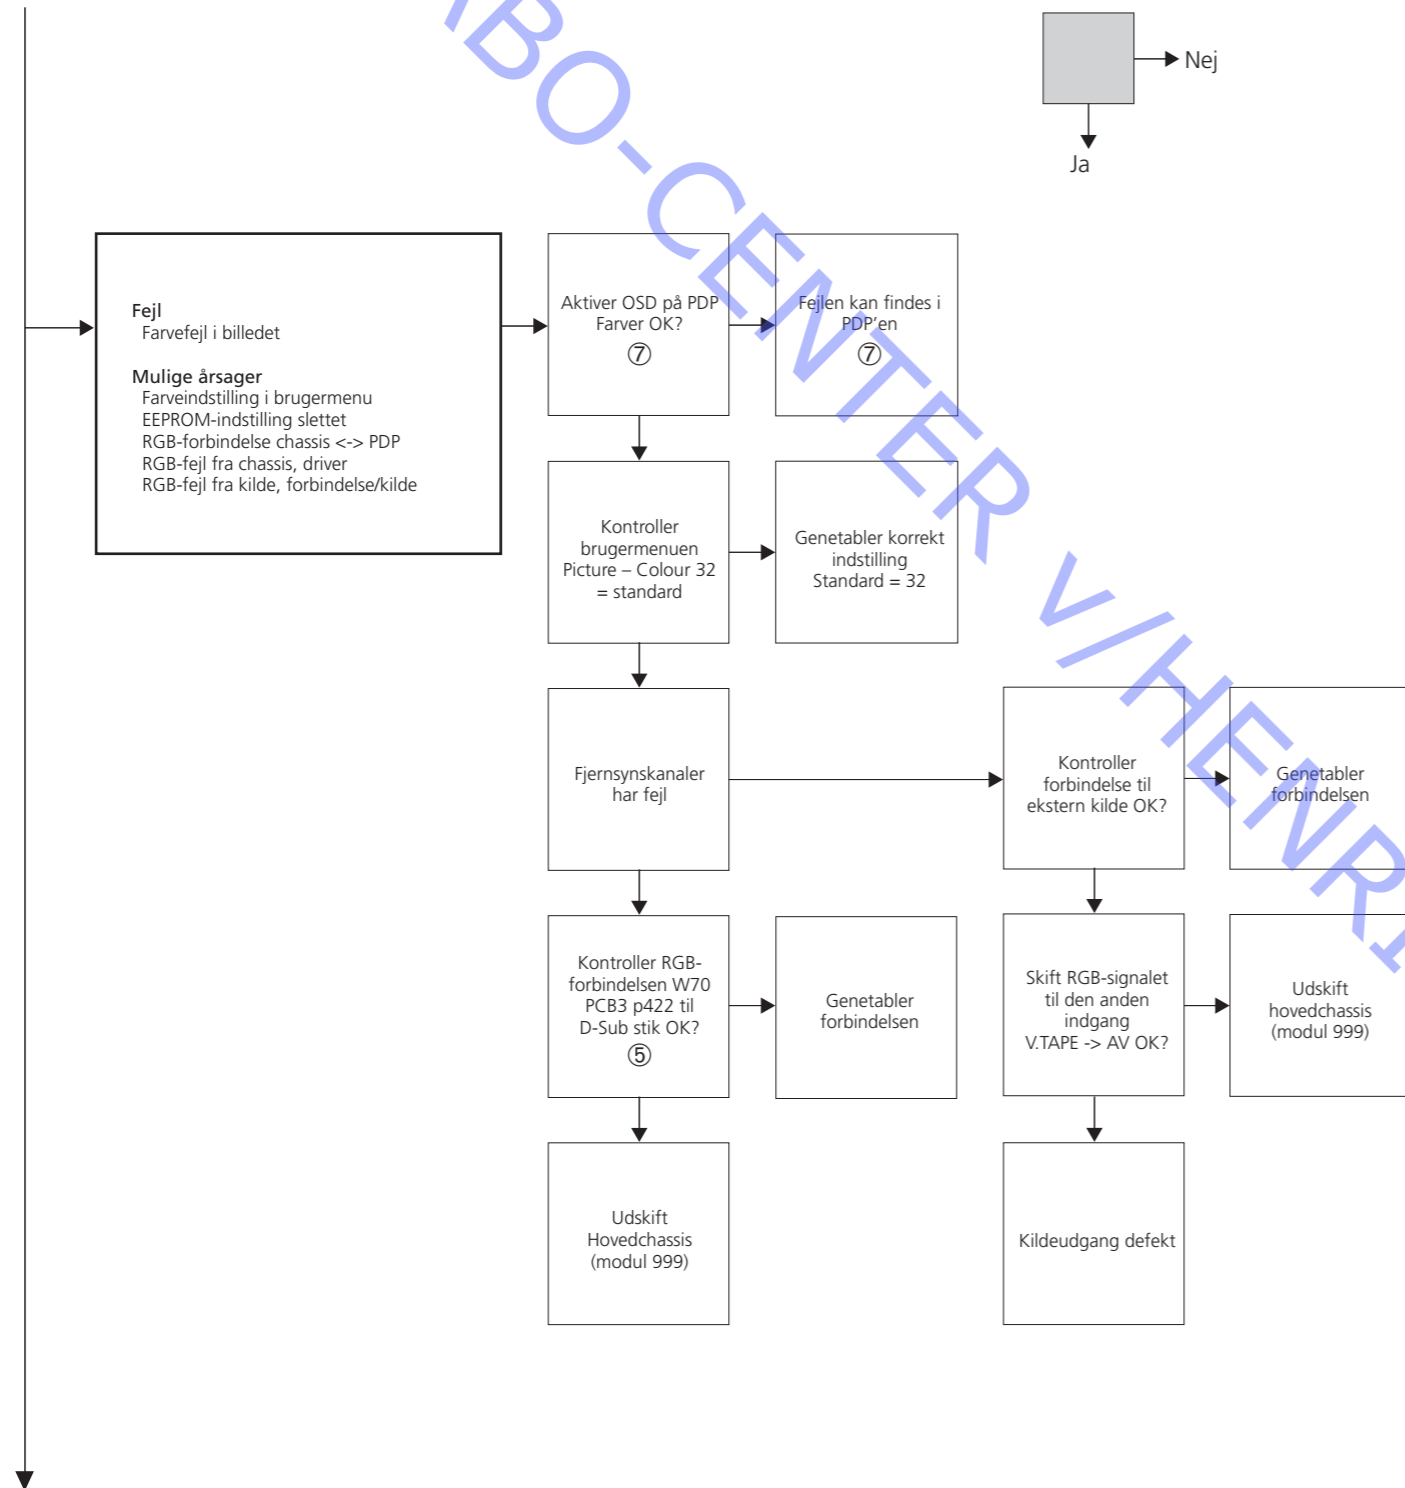 Nej
Ja
Fejl
Farvefejl i billedet
Mulige årsager
Farveindstilling i brugermenu
EEPROM-indstilling slettet
RGB-forbindelse chassis <-> PDP
RGB-fejl fra chassis, driver
RGB-fejl fra kilde, forbindelse/kilde
Aktiver OSD på PDP
Farver OK?
⑦
Fejlen kan findes i
PDP'en
⑦
Kontroller
brugermenuen
Picture – Colour 32
= standard
Genetabler korrekt
indstilling
Standard = 32
Fjernsynskanaler
har fejl
Kontroller
forbindelse til
ekstern kilde OK?
Genetabler
forbindelsen
Kontroller RGB-
forbindelsen W70
PCB3 p422 til
D-Sub stik OK?
⑤
Genetabler
forbindelsen
Skift RGB-signalet
til den anden
indgang
V.TAPE -> AV OK?
Udskift
hovedchassis
(modul 999)
Udskift
Hovedchassis
(modul 999)
Kildeudgang defekt
BO-CENTER v/HENRI